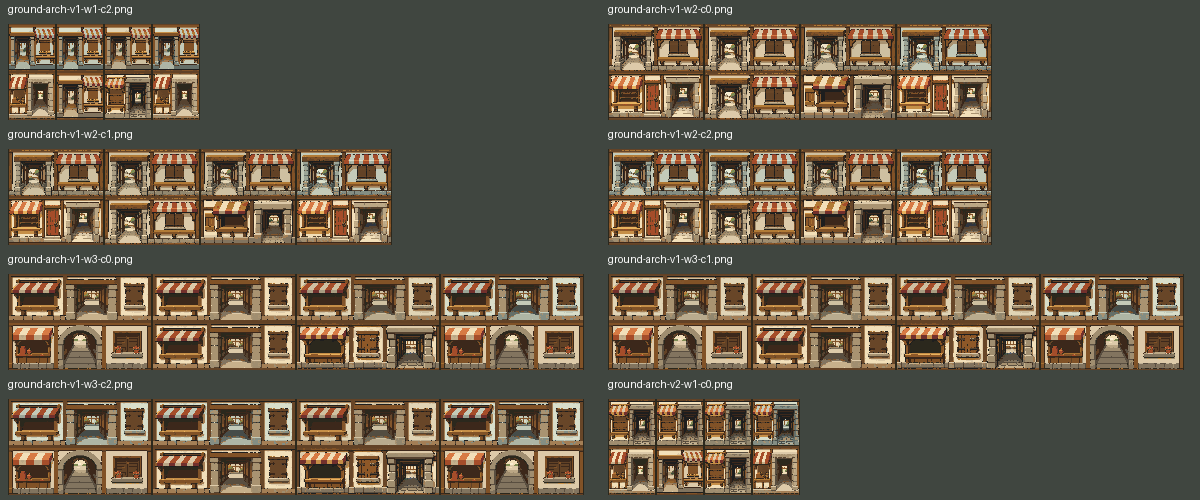 ground-arch-v1-w1-c2.png
ground-arch-v1-w2-c0.png
ground-arch-v1-w2-c1.png
ground-arch-v1-w2-c2.png
ground-arch-v1-w3-c0.png
ground-arch-v1-w3-c1.png
ground-arch-v1-w3-c2.png
ground-arch-v2-w1-c0.png